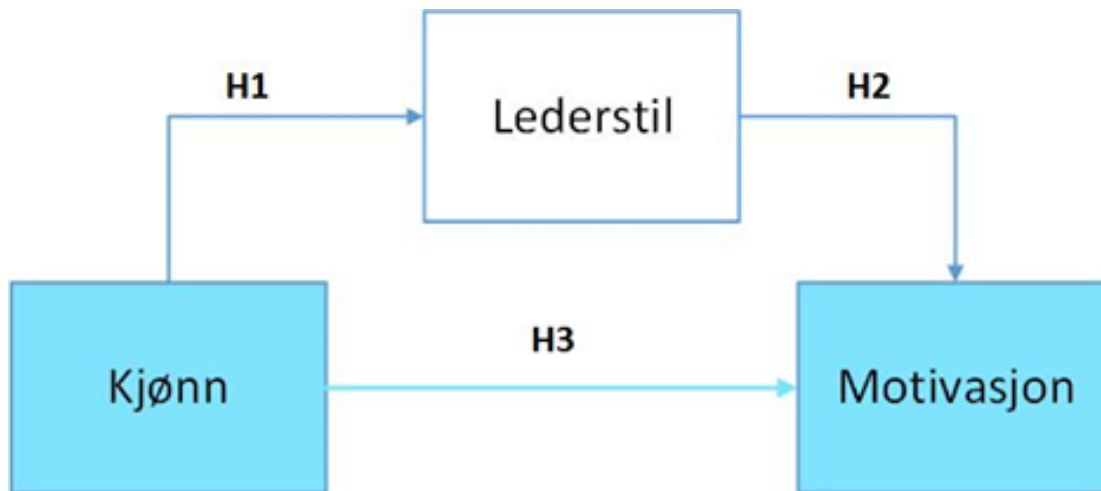 H1
Lederstil
H2
Kjønn
H3
Motivasjon